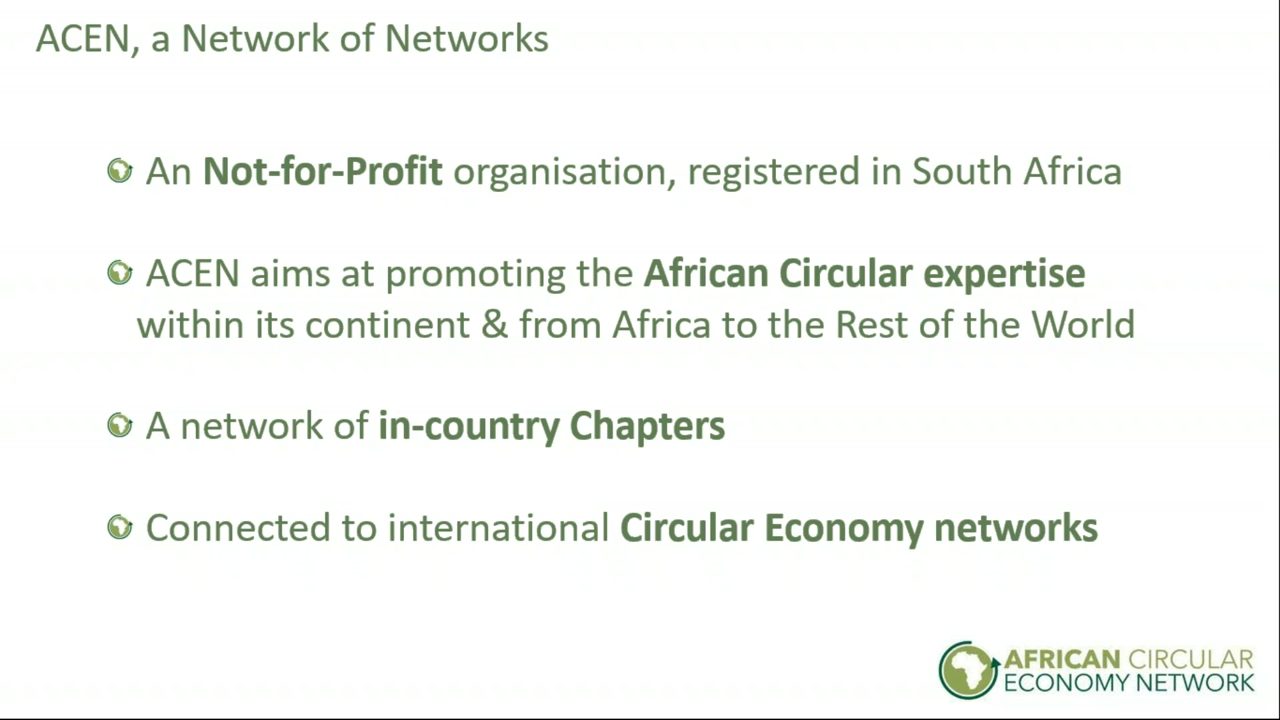 ACEN, a Network of Networks
An Not-for-Profit organisation, registered in South Africa
ACEN aims at promoting the African Circular expertise
within its continent & from Africa to the Rest of the World
A network of in-country Chapters
Connected to international Circular Economy networks
AFRICAN CIRCULAR
ECONOMY NETWORK